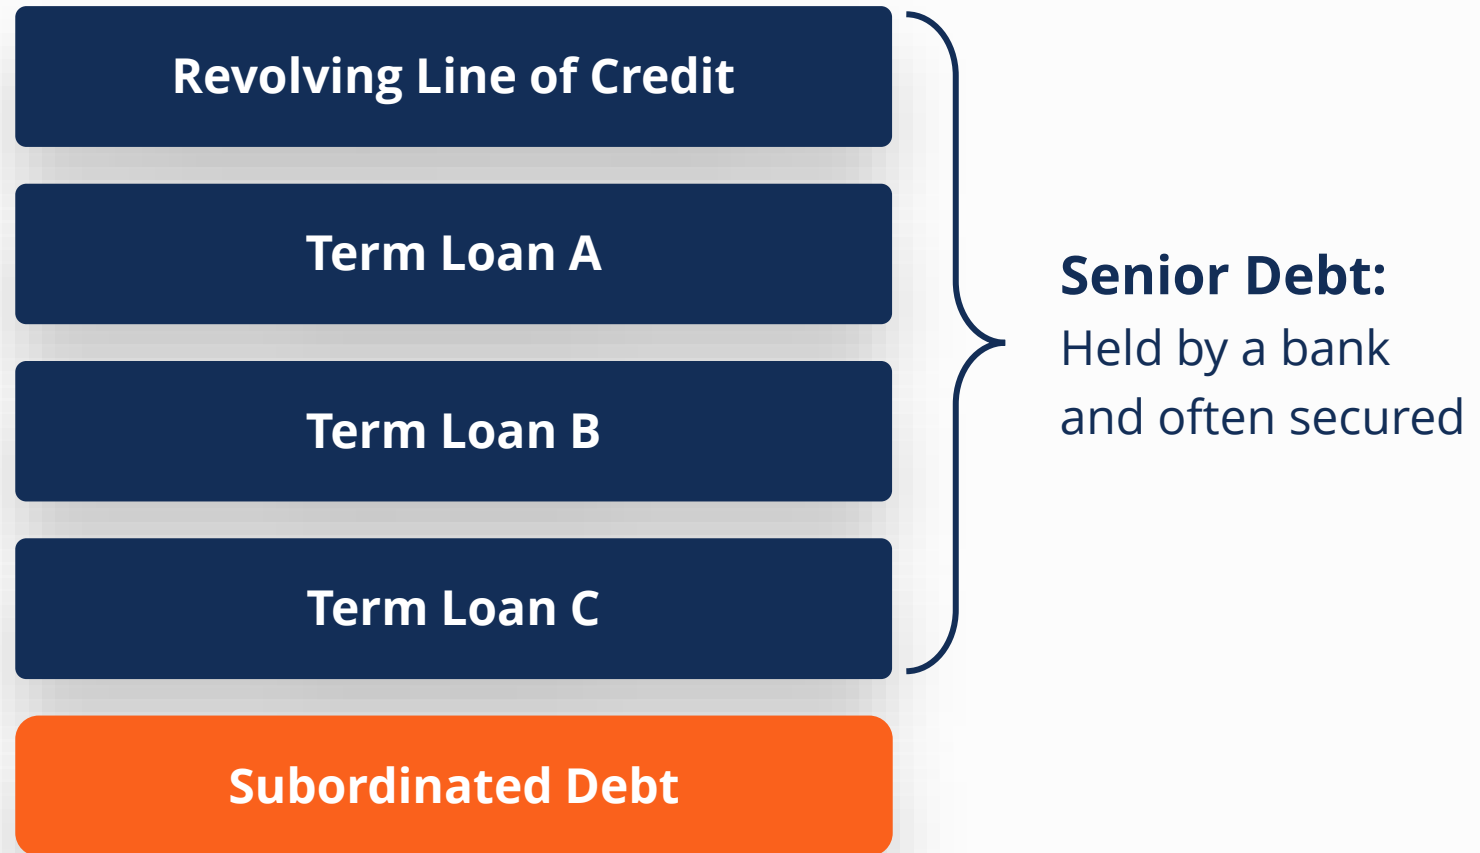 Revolving Line of Credit
Term Loan A
Term Loan B
Term Loan C
Subordinated Debt
Senior Debt:
Held by a bank
and often secured